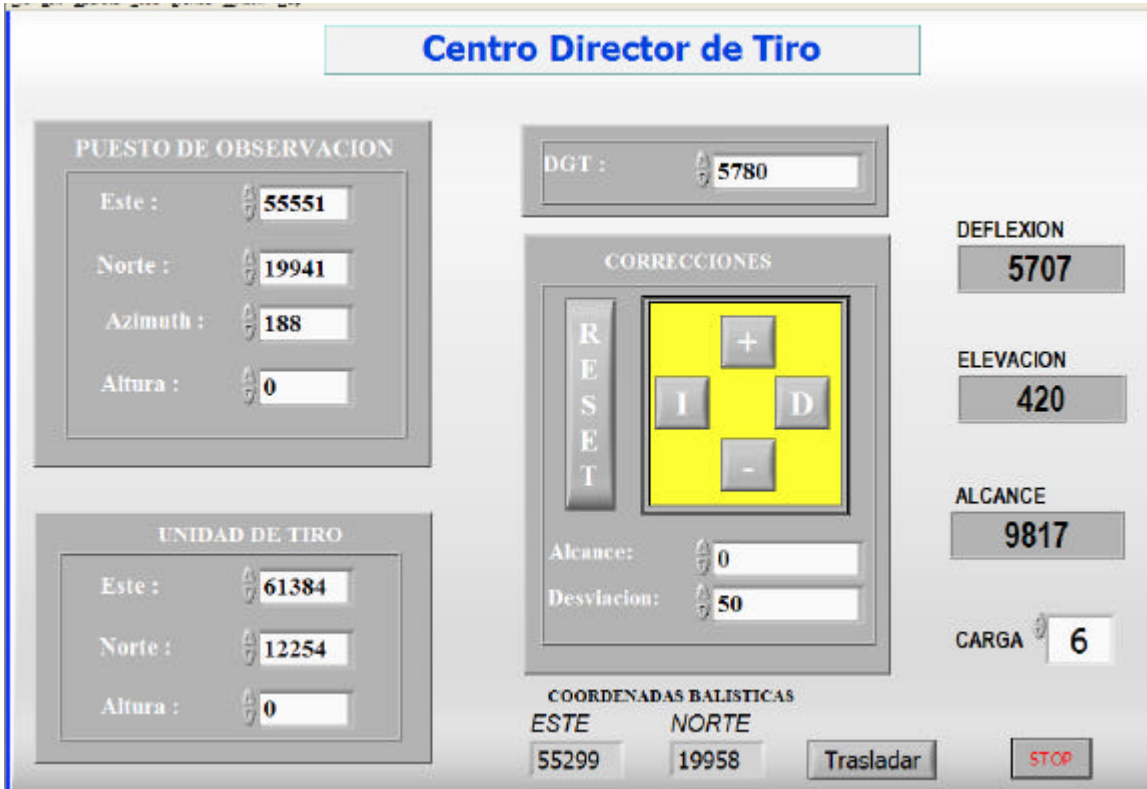 Centro Director de Tiro
PUESTO DE OBSERVACION
Este : 55551
Norte : 19941
Azimuth : 188
Altura : 0
UNIDAD DE TIRO
Este : 61384
Norte : 12254
Altura : 0
DGT : 5780
CORRECCIONES
RESET
+
I D
-
Alcance: 0
Desviacion: 50
COORDENADAS BALISTICAS
ESTE NORTE
55299 19958
Trasladar
DEFLEXION
5707
ELEVACION
420
ALCANCE
9817
CARGA 6
STOP